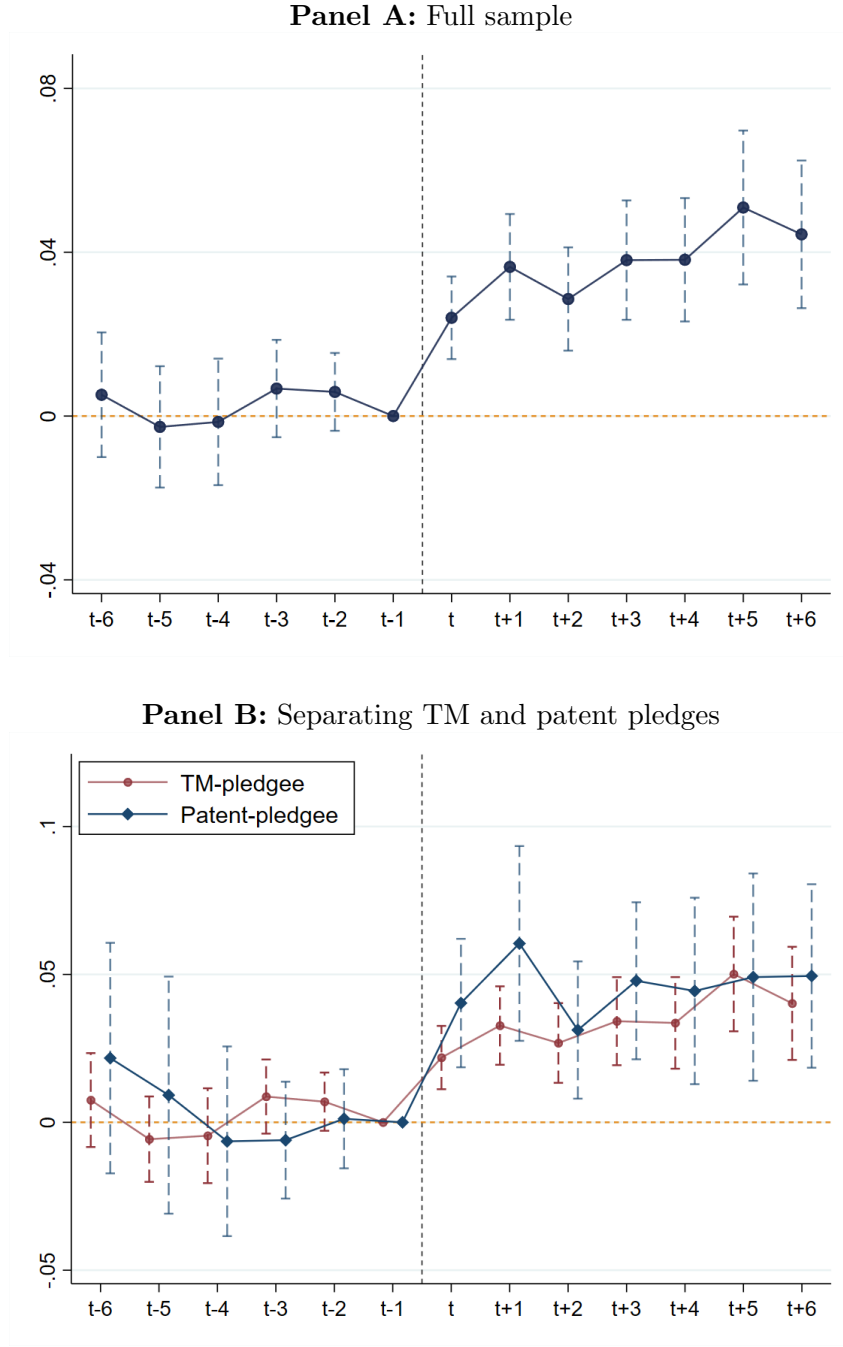 Panel A: Full sample
.08
.04
0
-.04
t-6 t-5 t-4 t-3 t-2 t-1 t t+1 t+2 t+3 t+4 t+5 t+6
Panel B: Separating TM and patent pledges
TM-pledgee
Patent-pledgee
.1
.05
0
-.05
t-6 t-5 t-4 t-3 t-2 t-1 t t+1 t+2 t+3 t+4 t+5 t+6